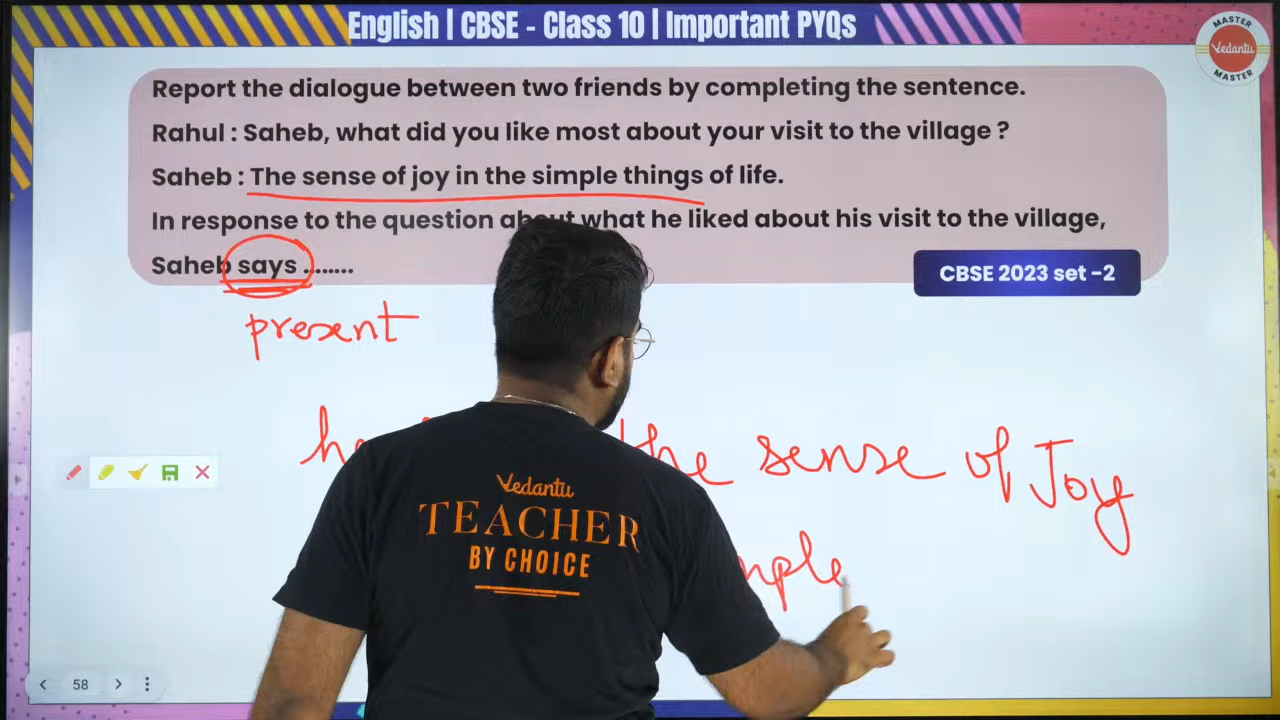 English | CBSE - Class 10 | Important PYQs
MASTER
Vedantu
MASTER
Report the dialogue between two friends by completing the sentence.
Rahul : Saheb, what did you like most about your visit to the village ?
Saheb : The sense of joy in the simple things of life.
In response to the question about what he liked about his visit to the village,
Saheb says ........
CBSE 2023 set -2
present
the sense of Joy
Vedantu
TEACHER
BY CHOICE
58